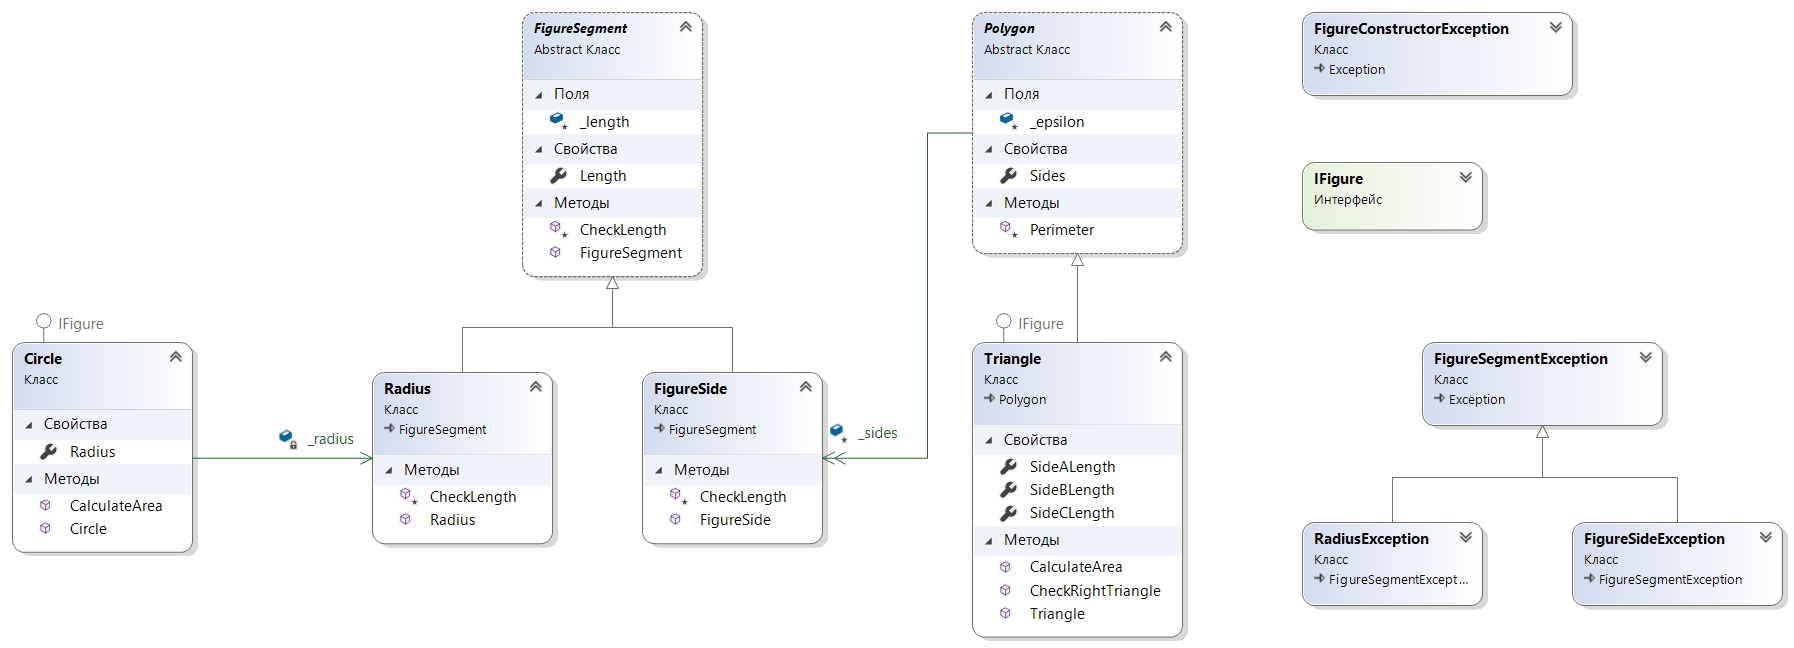 FigureSegment
Abstract Класс
Поля
_length
Свойства
Length
Методы
CheckLength
FigureSegment
Polygon
Abstract Класс
Поля
_epsilon
Свойства
Sides
Методы
Perimeter
FigureConstructorException
Класс
Exception
IFigure
Интерфейс
IFigure
Circle
Класс
Свойства
Radius
Методы
CalculateArea
Circle
_radius
Radius
Класс
FigureSegment
Методы
CheckLength
Radius
FigureSide
Класс
FigureSegment
Методы
CheckLength
FigureSide
_sides
IFigure
Triangle
Класс
Polygon
Свойства
SideALength
SideBLength
SideCLength
Методы
CalculateArea
CheckRightTriangle
Triangle
FigureSegmentException
Класс
Exception
RadiusException
Класс
FigureSegmentExcept...
FigureSideException
Класс
FigureSegmentException